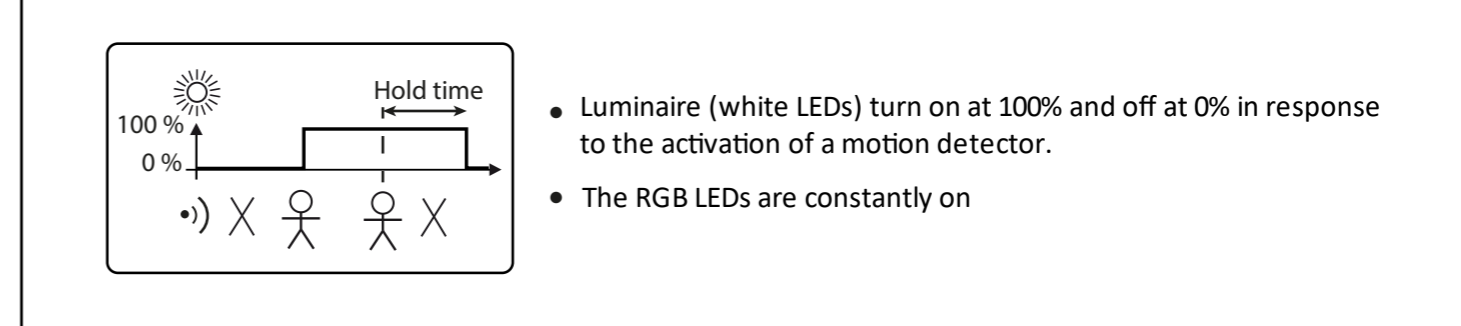 Hold time
100 %
0 %
• Luminaire (white LEDs) turn on at 100% and off at 0% in response
to the activation of a motion detector.
• The RGB LEDs are constantly on